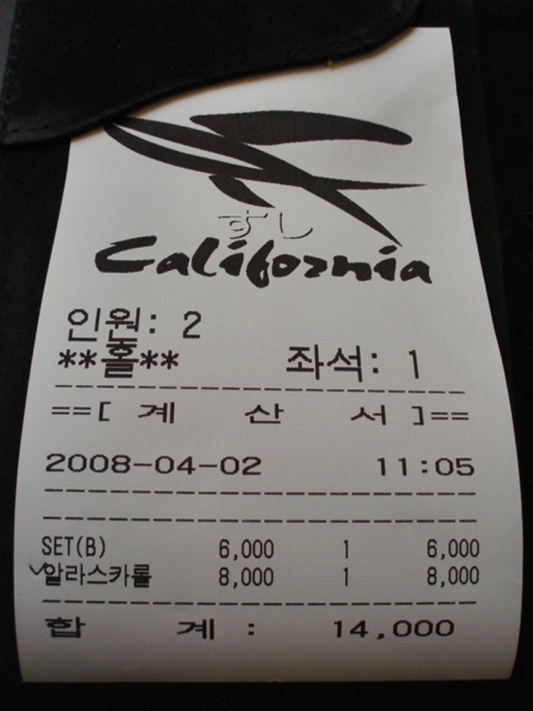 すし
California
인원: 2
**홀** 좌석: 1
==[ 계 산 서 ]==
2008-04-02 11:05
SET(B) 6,000 1 6,000
알라스카롤 8,000 1 8,000
합 계 : 14,000